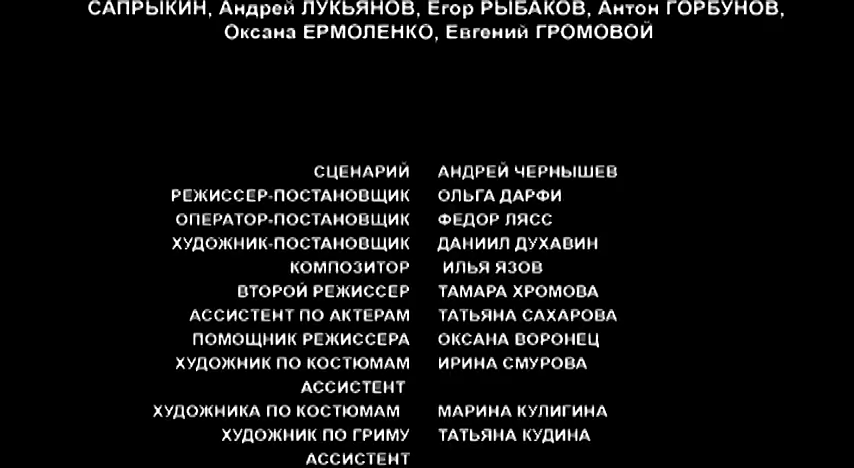 САПРЫКИН, Андрей ЛУКЬЯНОВ, Егор РЫБАКОВ, Антон ГОРБУНОВ,
Оксана ЕРМОЛЕНКО, Евгений ГРОМОВОЙ
СЦЕНАРИЙ АНДРЕЙ ЧЕРНЫШЕВ
РЕЖИССЕР-ПОСТАНОВЩИК ОЛЬГА ДАРФИ
ОПЕРАТОР-ПОСТАНОВЩИК ФЕДОР ЛЯСС
ХУДОЖНИК-ПОСТАНОВЩИК ДАНИИЛ ДУХАВИН
КОМПОЗИТОР ИЛЬЯ ЯЗОВ
ВТОРОЙ РЕЖИССЕР ТАМАРА ХРОМОВА
АССИСТЕНТ ПО АКТЕРАМ ТАТЬЯНА САХАРОВА
ПОМОЩНИК РЕЖИССЕРА ОКСАНА ВОРОНЕЦ
ХУДОЖНИК ПО КОСТЮМАМ ИРИНА СМУРОВА
АССИСТЕНТ
ХУДОЖНИКА ПО КОСТЮМАМ МАРИНА КУЛИГИНА
ХУДОЖНИК ПО ГРИМУ ТАТЬЯНА КУДИНА
АССИСТЕНТ